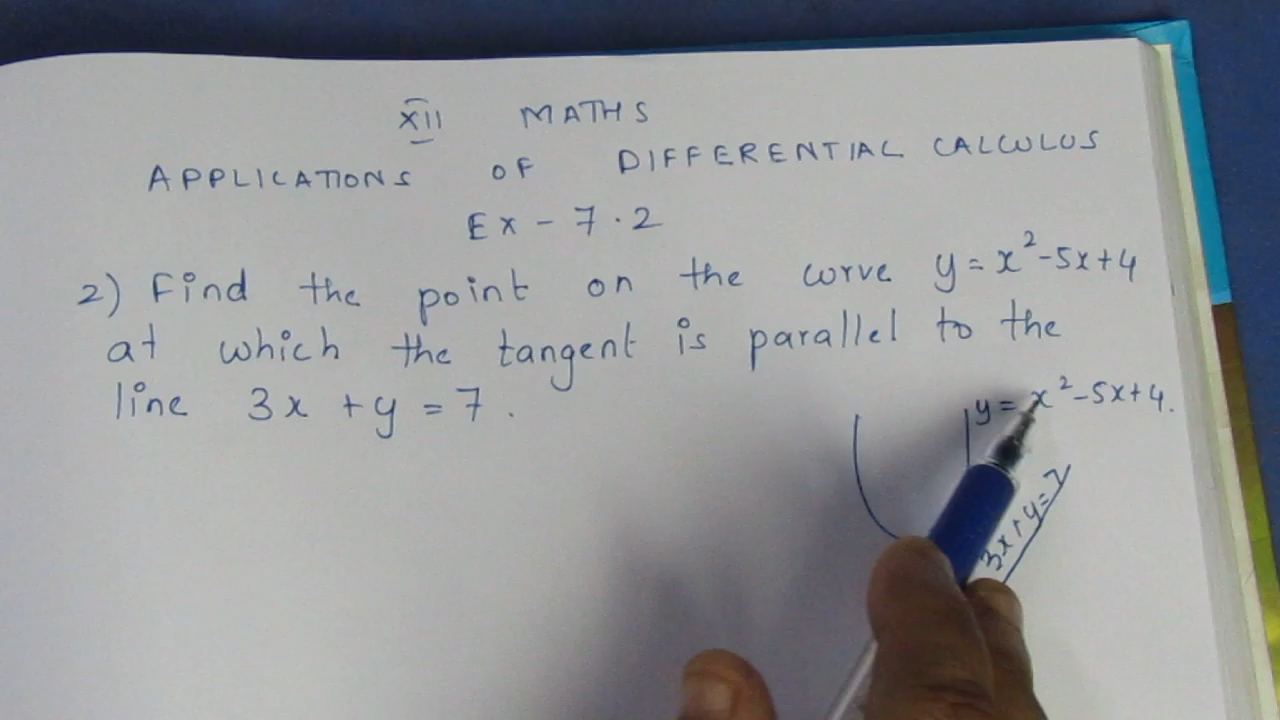 XII MATHS
APPLICATIONS OF DIFFERENTIAL CALCULUS
Ex - 7.2
2) Find the point on the curve y = x² - 5x + 4
at which the tangent is parallel to the
line 3x + y = 7.
y = x² - 5x + 4.
3x + y = 7